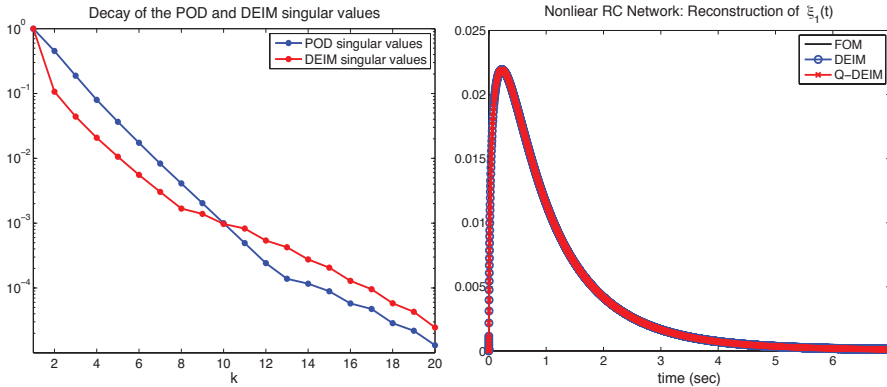 Decay of the POD and DEIM singular values
POD singular values
DEIM singular values
10^0
10^-1
10^-2
10^-3
10^-4
2 4 6 8 10 12 14 16 18 20
k
Nonliear RC Network: Reconstruction of ξ_1(t)
FOM
DEIM
Q-DEIM
0.025
0.02
0.015
0.01
0.005
0
0 1 2 3 4 5 6
time (sec)